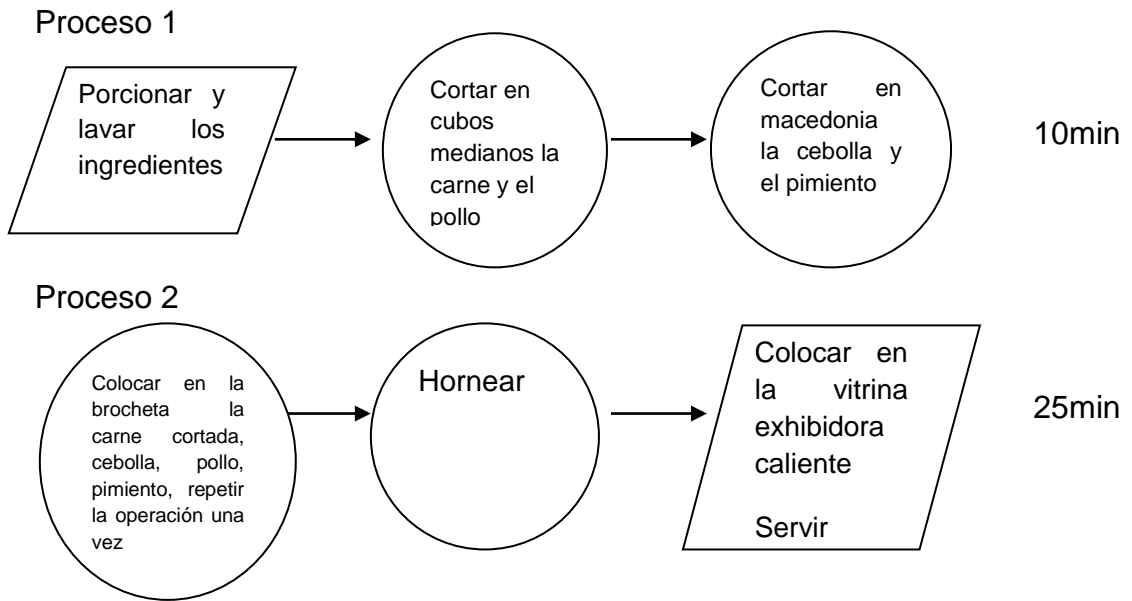 Proceso 1
Porcionar y
lavar los
ingredientes
Cortar en
cubos
medianos la
carne y el
pollo
Cortar en
macedonia
la cebolla y
el pimiento
10min
Proceso 2
Colocar en la
brocheta la
carne cortada,
cebolla, pollo,
pimiento, repetir
la operación una
vez
Hornear
Colocar en
la vitrina
exhibidora
caliente
Servir
25min